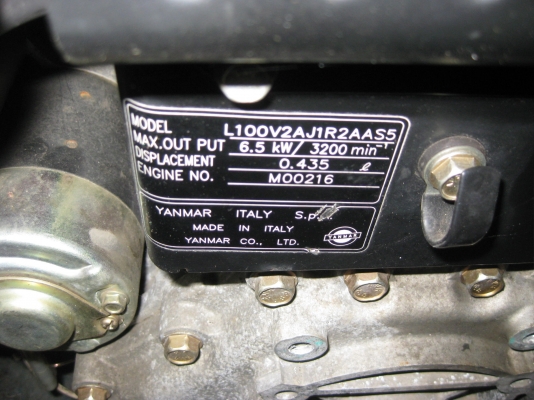 MODEL L100V2AJ1R2AAS5
MAX.OUT PUT 6.5 kW/ 3200 min⁻¹
DISPLACEMENT 0.435 ℓ
ENGINE NO. M00216
YANMAR ITALY S.p.
MADE IN ITALY
YANMAR CO., LTD.
YANMAR